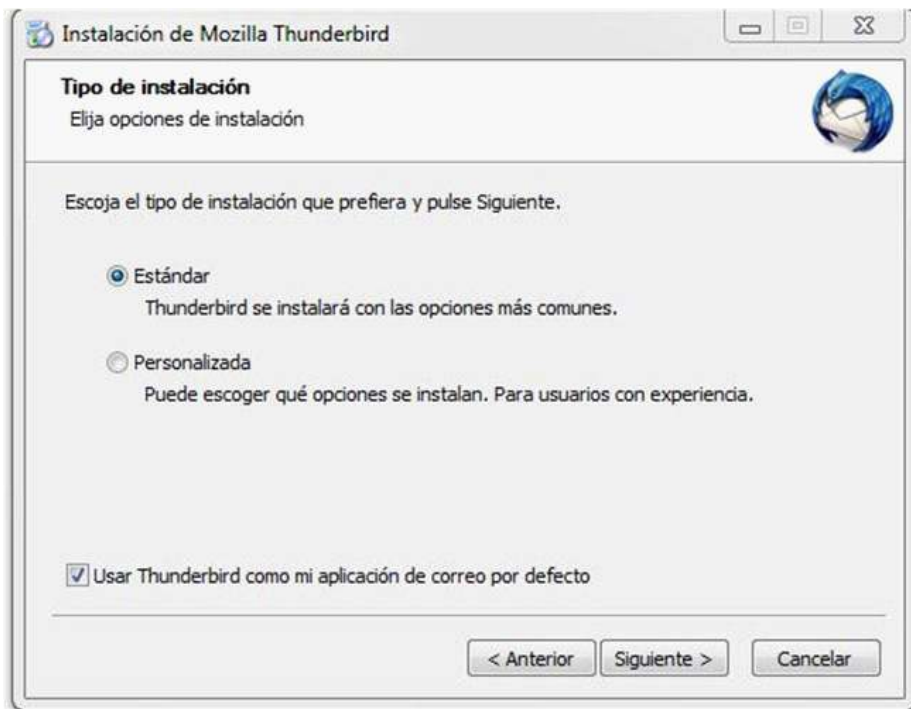 Instalación de Mozilla Thunderbird
Tipo de instalación
Elija opciones de instalación
Escoja el tipo de instalación que prefiera y pulse Siguiente.
Estándar
Thunderbird se instalará con las opciones más comunes.
Personalizada
Puede escoger qué opciones se instalan. Para usuarios con experiencia.
Usar Thunderbird como mi aplicación de correo por defecto
< Anterior Siguiente > Cancelar